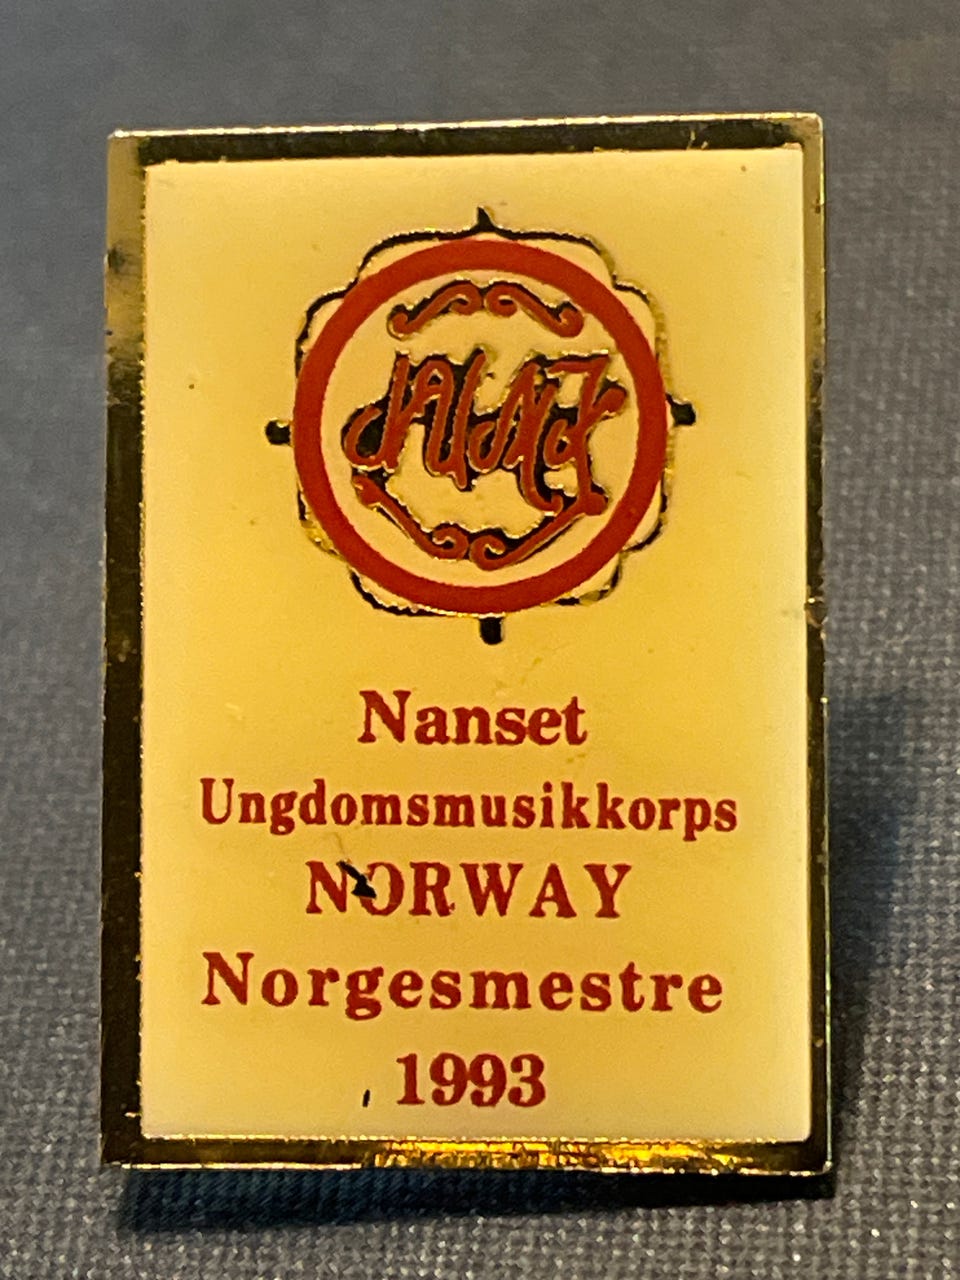 Nanset
Ungdomsmusikkorps
NORWAY
Norgesmestre
1993